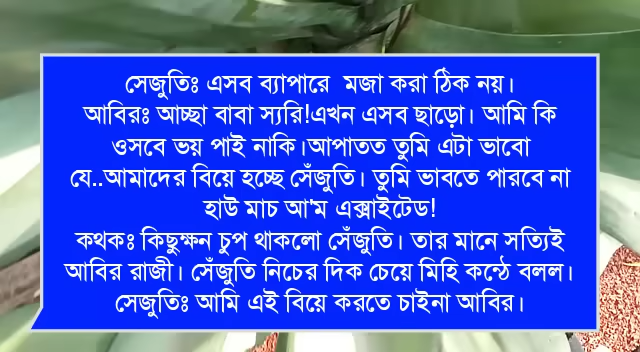 সেজুতিঃ এসব ব্যাপারে মজা করা ঠিক নয়।
আবিরঃ আচ্ছা বাবা স্যরি!এখন এসব ছাড়ো। আমি কি
ওসবে ভয় পাই নাকি।আপাতত তুমি এটা ভাবো
যে..আমাদের বিয়ে হচ্ছে সেঁজুতি। তুমি ভাবতে পারবে না
হাউ মাচ আ'ম এক্সাইটেড!
কথকঃ কিছুক্ষন চুপ থাকলো সেঁজুতি। তার মানে সত্যিই
আবির রাজী। সেঁজুতি নিচের দিক চেয়ে মিহি কন্ঠে বলল।
সেজুতিঃ আমি এই বিয়ে করতে চাইনা আবির।